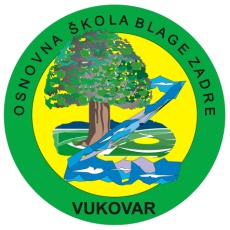 OSNOVNA ŠKOLA BLAGE ZADRE
VUKOVAR